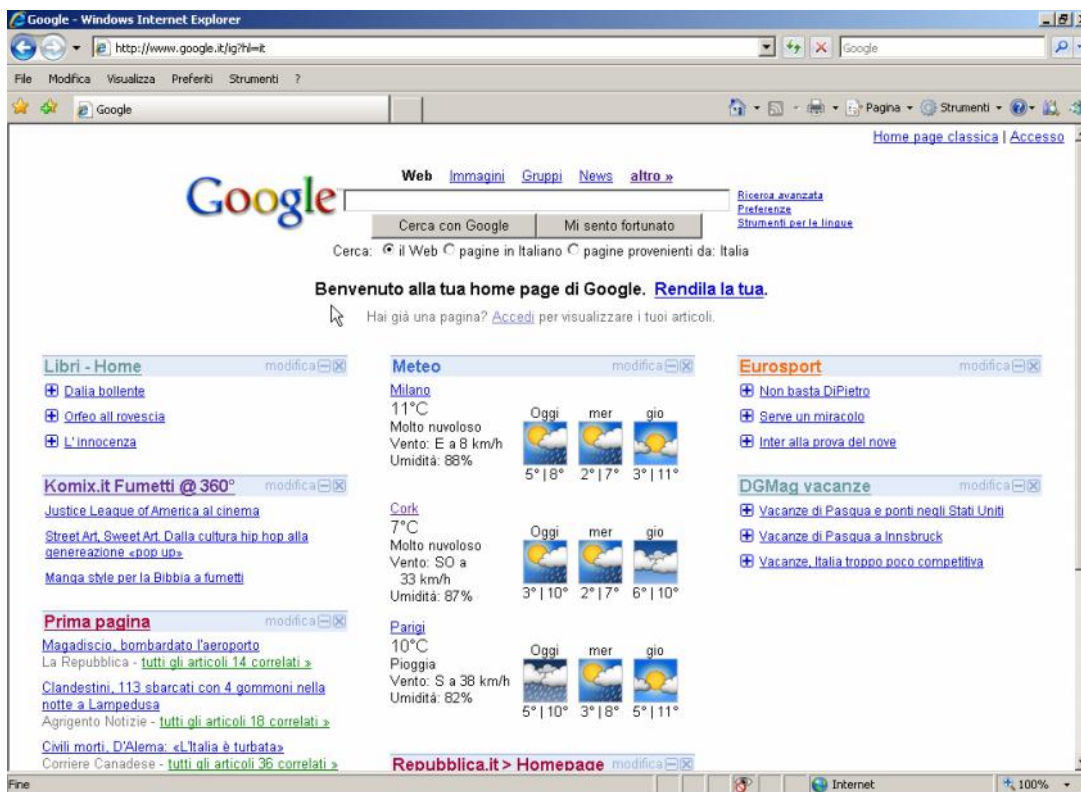 Google - Windows Internet Explorer
http://www.google.it/ig?hl=it
Google
File Modifica Visualizza Preferiti Strumenti ?
Google
Pagina Strumenti
Home page classica | Accesso
Google
Web Immagini Gruppi News altro »
Ricerca avanzata
Preferenze
Strumenti per le lingue
Cerca con Google Mi sento fortunato
Cerca: il Web pagine in Italiano pagine provenienti da: Italia
Benvenuto alla tua home page di Google. Rendila la tua.
Hai già una pagina? Accedi per visualizzare i tuoi articoli.
Libri - Home modifica
Dalia bollente
Orfeo all rovescia
L' innocenza
Komix.it Fumetti @ 360° modifica
Justice League of America al cinema
Street Art, Sweet Art. Dalla cultura hip hop alla
genereazione «pop up»
Manga style per la Bibbia a fumetti
Prima pagina modifica
Magadiscio, bombardato l'aeroporto
La Repubblica - tutti gli articoli 14 correlati »
Clandestini, 113 sbarcati con 4 gommoni nella
notte a Lampedusa
Agrigento Notizie - tutti gli articoli 18 correlati »
Civili morti, D'Alema: «L'Italia è turbata»
Corriere Canadese - tutti gli articoli 36 correlati »
Meteo modifica
Milano
11°C
Molto nuvoloso
Vento: E a 8 km/h
Umidità: 88%
Oggi mer gio
5° | 8° 2° | 7° 3° | 11°
Cork
7°C
Molto nuvoloso
Vento: SO a
33 km/h
Umidità: 87%
Oggi mer gio
3° | 10° 2° | 7° 6° | 10°
Parigi
10°C
Pioggia
Vento: S a 38 km/h
Umidità: 82%
Oggi mer gio
5° | 10° 3° | 8° 5° | 11°
Repubblica.it > Homepage modifica
Eurosport modifica
Non basta DiPietro
Serve un miracolo
Inter alla prova del nove
DGMag vacanze modifica
Vacanze di Pasqua e ponti negli Stati Uniti
Vacanze di Pasqua a Innsbruck
Vacanze, Italia troppo poco competitiva
Fine Internet 100%